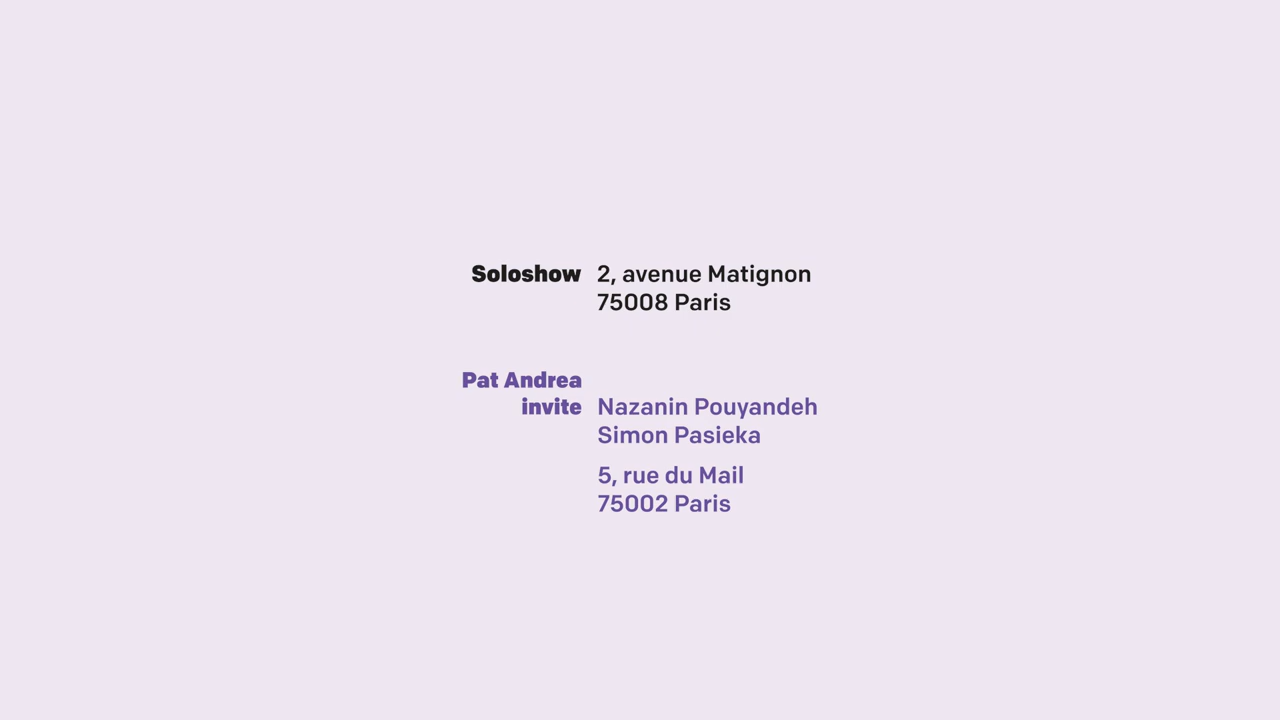 Soloshow 2, avenue Matignon
75008 Paris
Pat Andrea
invite Nazanin Pouyandeh
Simon Pasieka
5, rue du Mail
75002 Paris